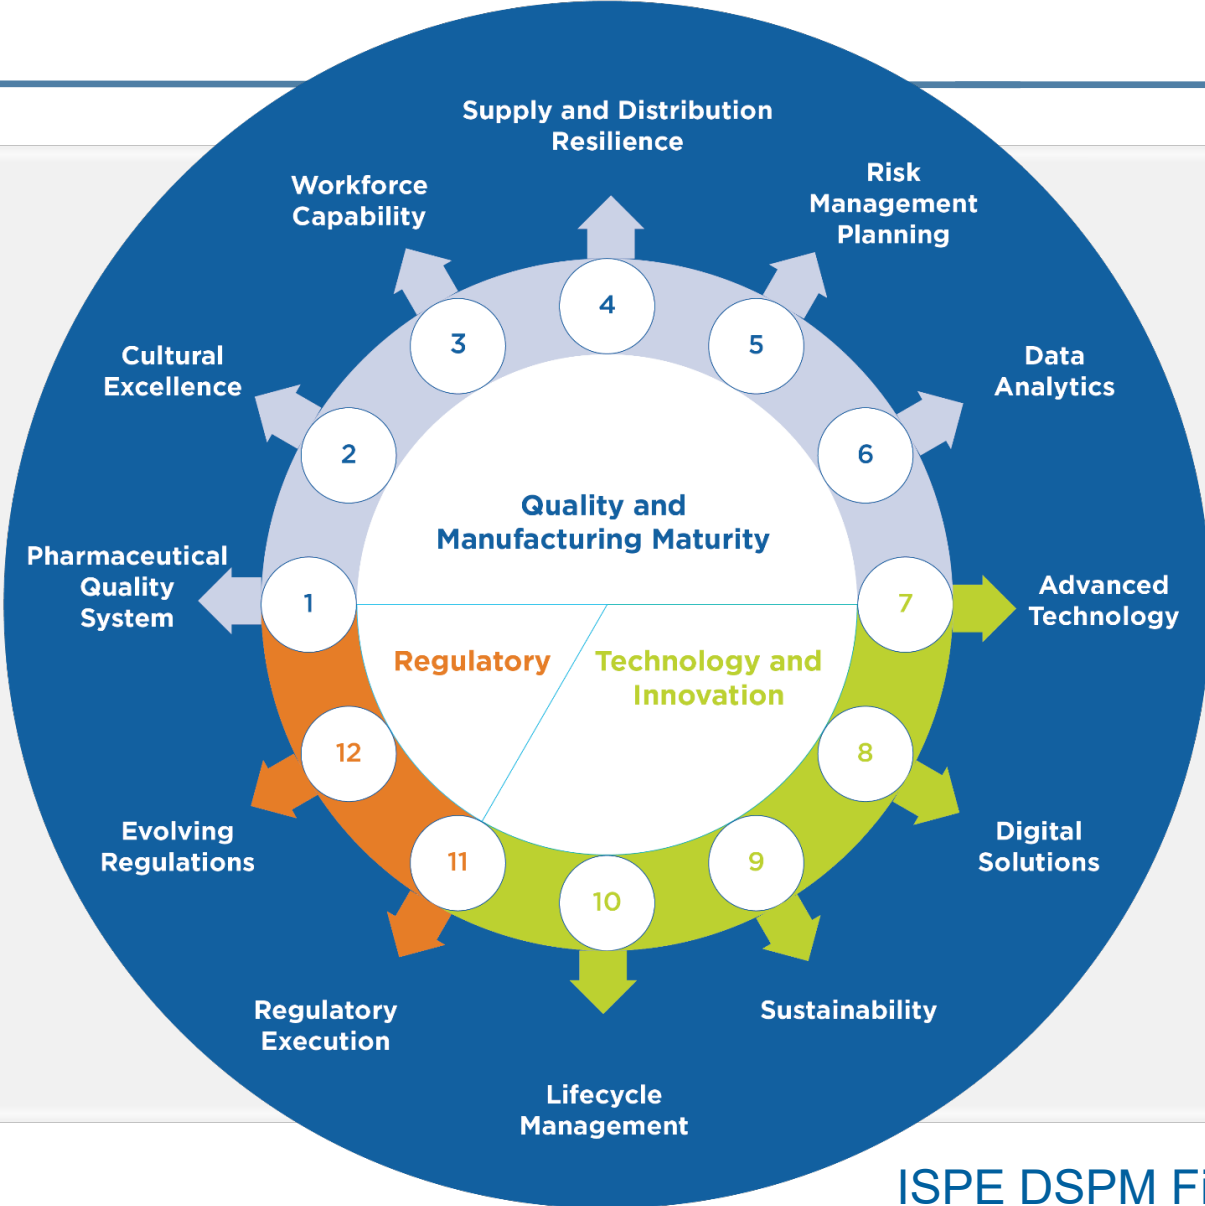 Supply and Distribution
Resilience
Workforce
Capability
Risk
Management
Planning
Cultural
Excellence
Data
Analytics
Pharmaceutical
Quality
System
Advanced
Technology
4
3
5
2
6
1
7
Quality and
Manufacturing Maturity
Regulatory
Technology and
Innovation
12
8
11
9
10
Evolving
Regulations
Digital
Solutions
Regulatory
Execution
Sustainability
Lifecycle
Management
ISPE DSPM Fi